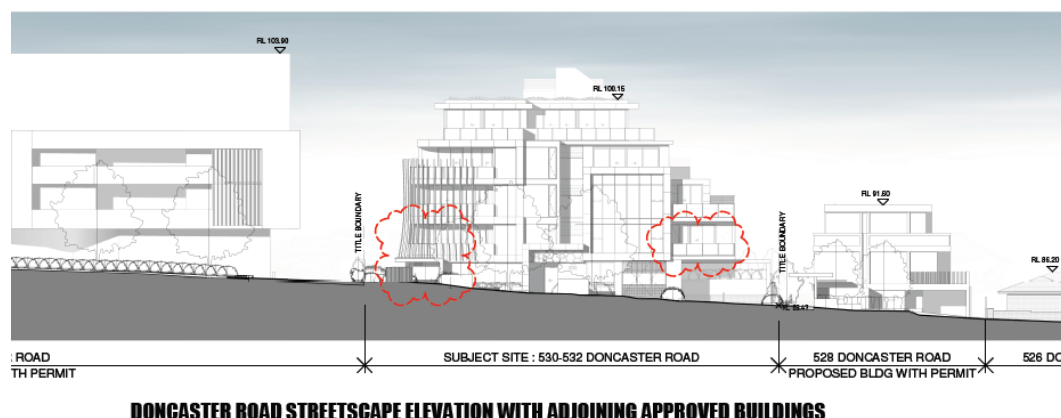 RL 103.90
RL 100.15
TITLE BOUNDARY
TITLE BOUNDARY
RL 91.60
RL 86.20
: ROAD
TH PERMIT
SUBJECT SITE : 530-532 DONCASTER ROAD
528 DONCASTER ROAD
PROPOSED BLDG WITH PERMIT
526 DO
DONCASTER ROAD STREETSCAPE ELEVATION WITH ADJOINING APPROVED BUILDINGS